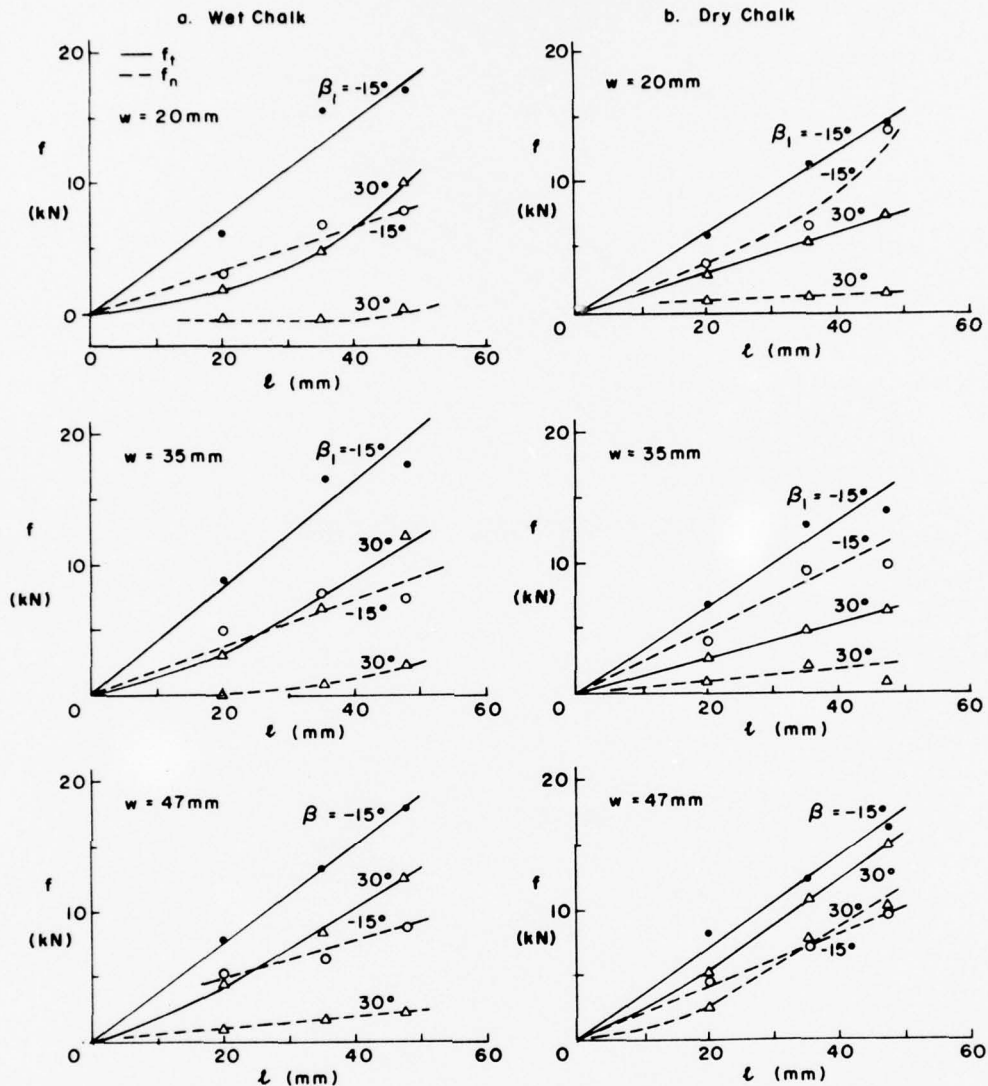 a. Wet Chalk
b. Dry Chalk
20
f_t
f_n
w = 20mm
β₁ = -15°
f
10
30°
(kN)
-15°
30°
0
0 20 40 60
ℓ (mm)
20
w = 20mm
β₁ = -15°
f
-15°
10
30°
(kN)
30°
0 20 40 60
ℓ (mm)
20
w = 35mm
β₁ = -15°
f
30°
10
(kN)
-15°
30°
0 20 40 60
ℓ (mm)
20
w = 35mm
β₁ = -15°
f
-15°
10
(kN)
30°
30°
0 20 40 60
ℓ (mm)
20
w = 47mm
β = -15°
f
30°
10
-15°
(kN)
30°
0 20 40 60
ℓ (mm)
20
w = 47mm
β = -15°
f
30°
10
30°
(kN)
-15°
0 20 40 60
ℓ (mm)